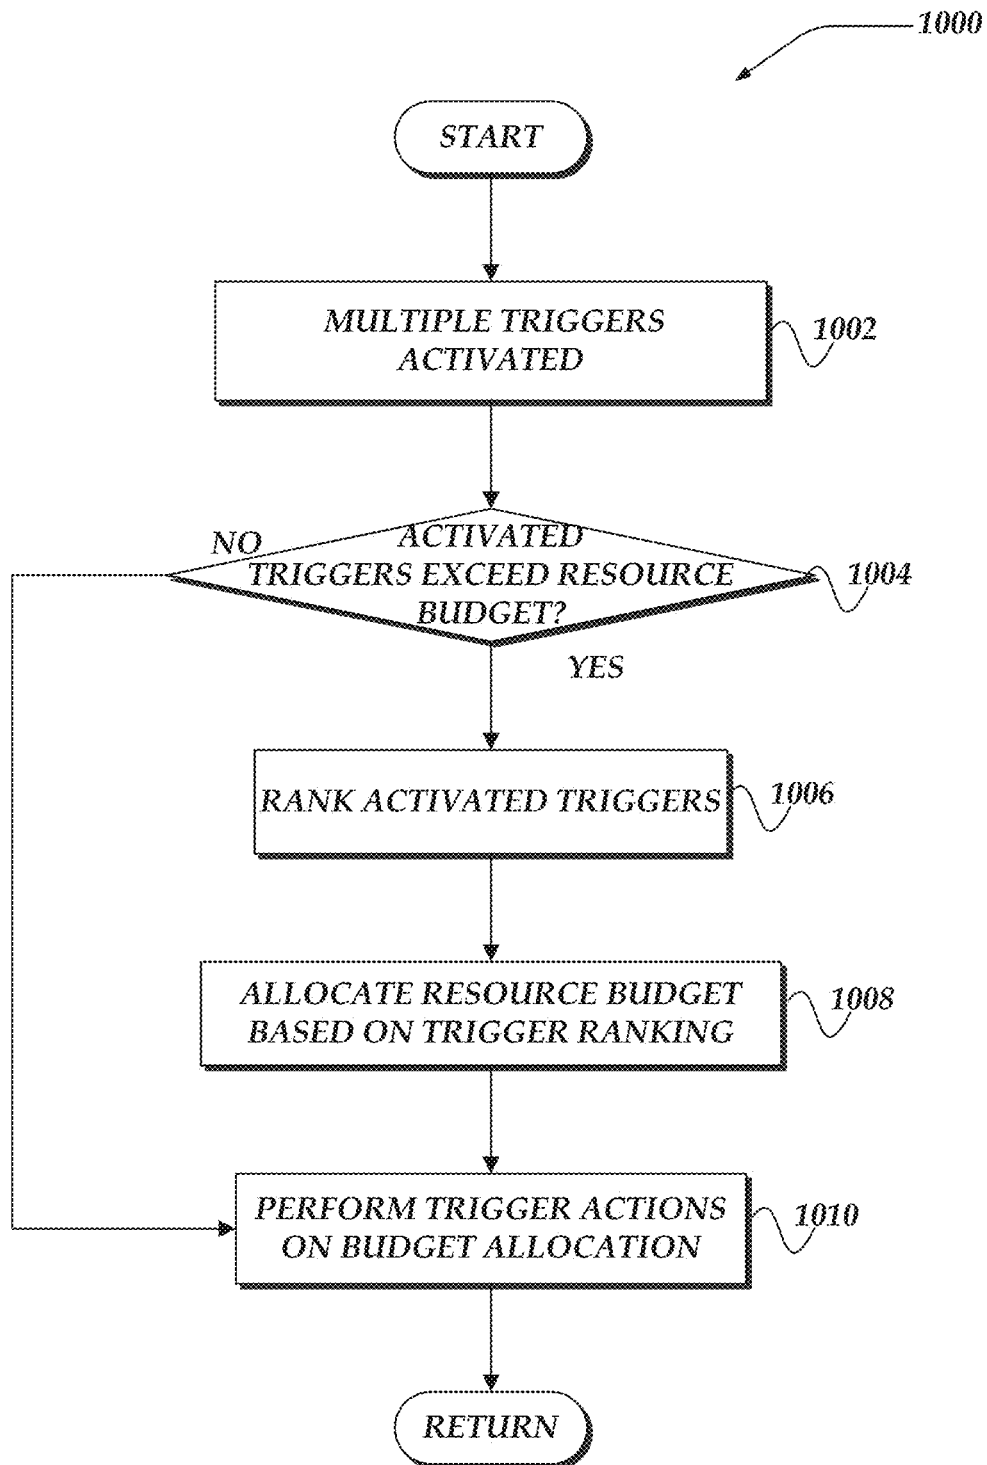 1000
START
MULTIPLE TRIGGERS
ACTIVATED
1002
NO
ACTIVATED
TRIGGERS EXCEED RESOURCE
BUDGET?
1004
YES
RANK ACTIVATED TRIGGERS
1006
ALLOCATE RESOURCE BUDGET
BASED ON TRIGGER RANKING
1008
PERFORM TRIGGER ACTIONS
ON BUDGET ALLOCATION
1010
RETURN